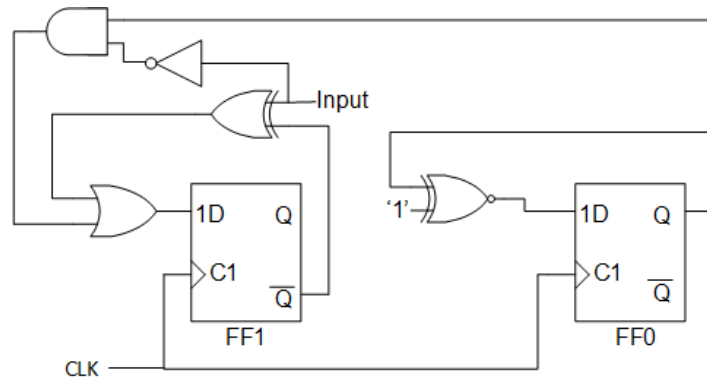 Input
1D Q
C1
Q
FF1
'1'
1D Q
C1
Q
FF0
CLK